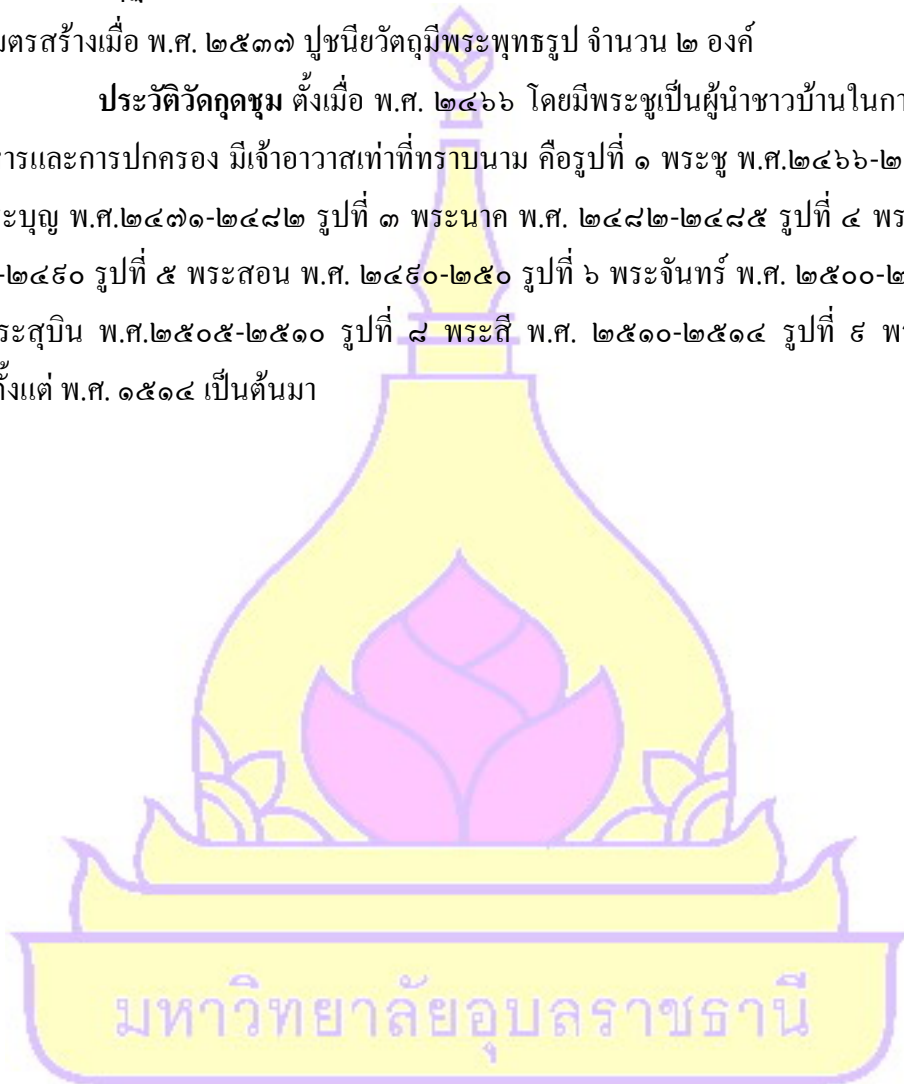 มตรสร้างเมื่อ พ.ศ. ๒๕๓๗ ปูชนียวัตถุมีพระพุทธรูป จำนวน ๒ องค์
ประวัติวัดกุดชุม ตั้งเมื่อ พ.ศ. ๒๔๖๖ โดยมีพระชูเป็นผู้นำชาวบ้านในกา
ารและการปกครอง มีเจ้าอาวาสเท่าที่ทราบนาม คือรูปที่ ๑ พระชู พ.ศ.๒๔๖๖-๒
ะบุญ พ.ศ.๒๔๗๑-๒๔๘๒ รูปที่ ๓ พระนาค พ.ศ. ๒๔๘๒-๒๔๘๕ รูปที่ ๔ พร
-๒๔๙๐ รูปที่ ๕ พระสอน พ.ศ. ๒๔๙๐-๒๕๐ รูปที่ ๖ พระจันทร์ พ.ศ. ๒๕๐๐-๒
ระสุบิน พ.ศ.๒๕๐๕-๒๕๑๐ รูปที่ ๘ พระสี พ.ศ. ๒๕๑๐-๒๕๑๔ รูปที่ ๙ พร
ตั้งแต่ พ.ศ. ๑๕๑๔ เป็นต้นมา
มหาวิทยาลัยอุบลราชธานี